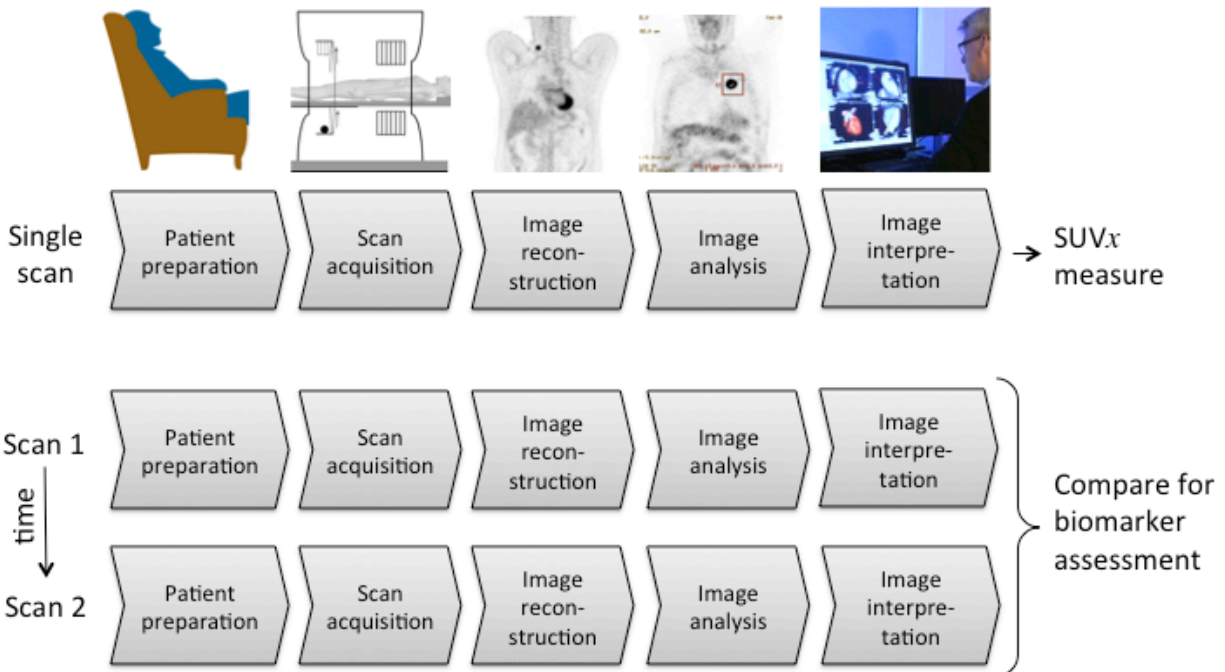 Single
scan
Patient
preparation
Scan
acquisition
Image
recon-
struction
Image
analysis
Image
interpre-
tation
SUVx
measure
Scan 1
Patient
preparation
Scan
acquisition
Image
recon-
struction
Image
analysis
Image
interpre-
tation
time
Compare for
biomarker
assessment
Scan 2
Patient
preparation
Scan
acquisition
Image
recon-
struction
Image
analysis
Image
interpre-
tation